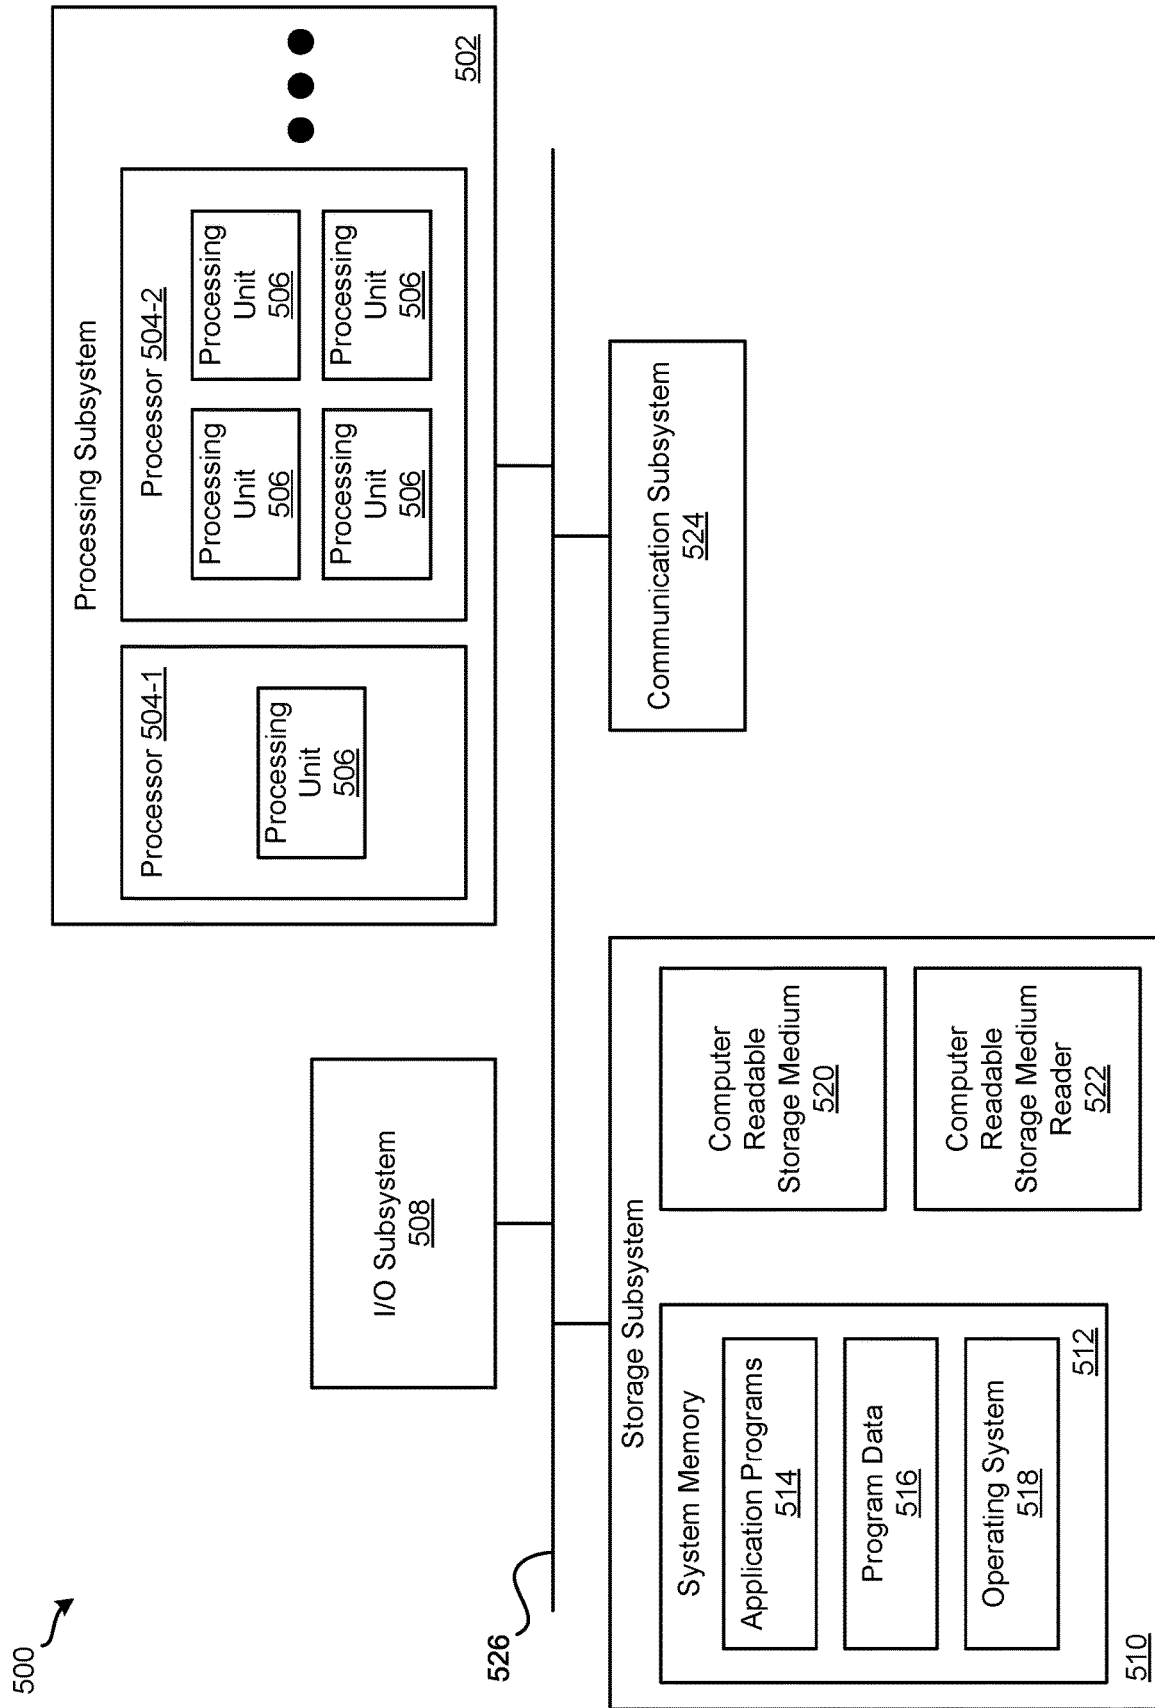 500
I/O Subsystem
508
Processing Subsystem
Processor 504-1
Processing
Unit
506
Processor 504-2
Processing
Unit
506
Processing
Unit
506
Processing
Unit
506
Processing
Unit
506
502
526
Storage Subsystem
System Memory
Application Programs
514
Program Data
516
Operating System
518
512
Computer
Readable
Storage Medium
520
Computer
Readable
Storage Medium
Reader
522
510
Communication Subsystem
524